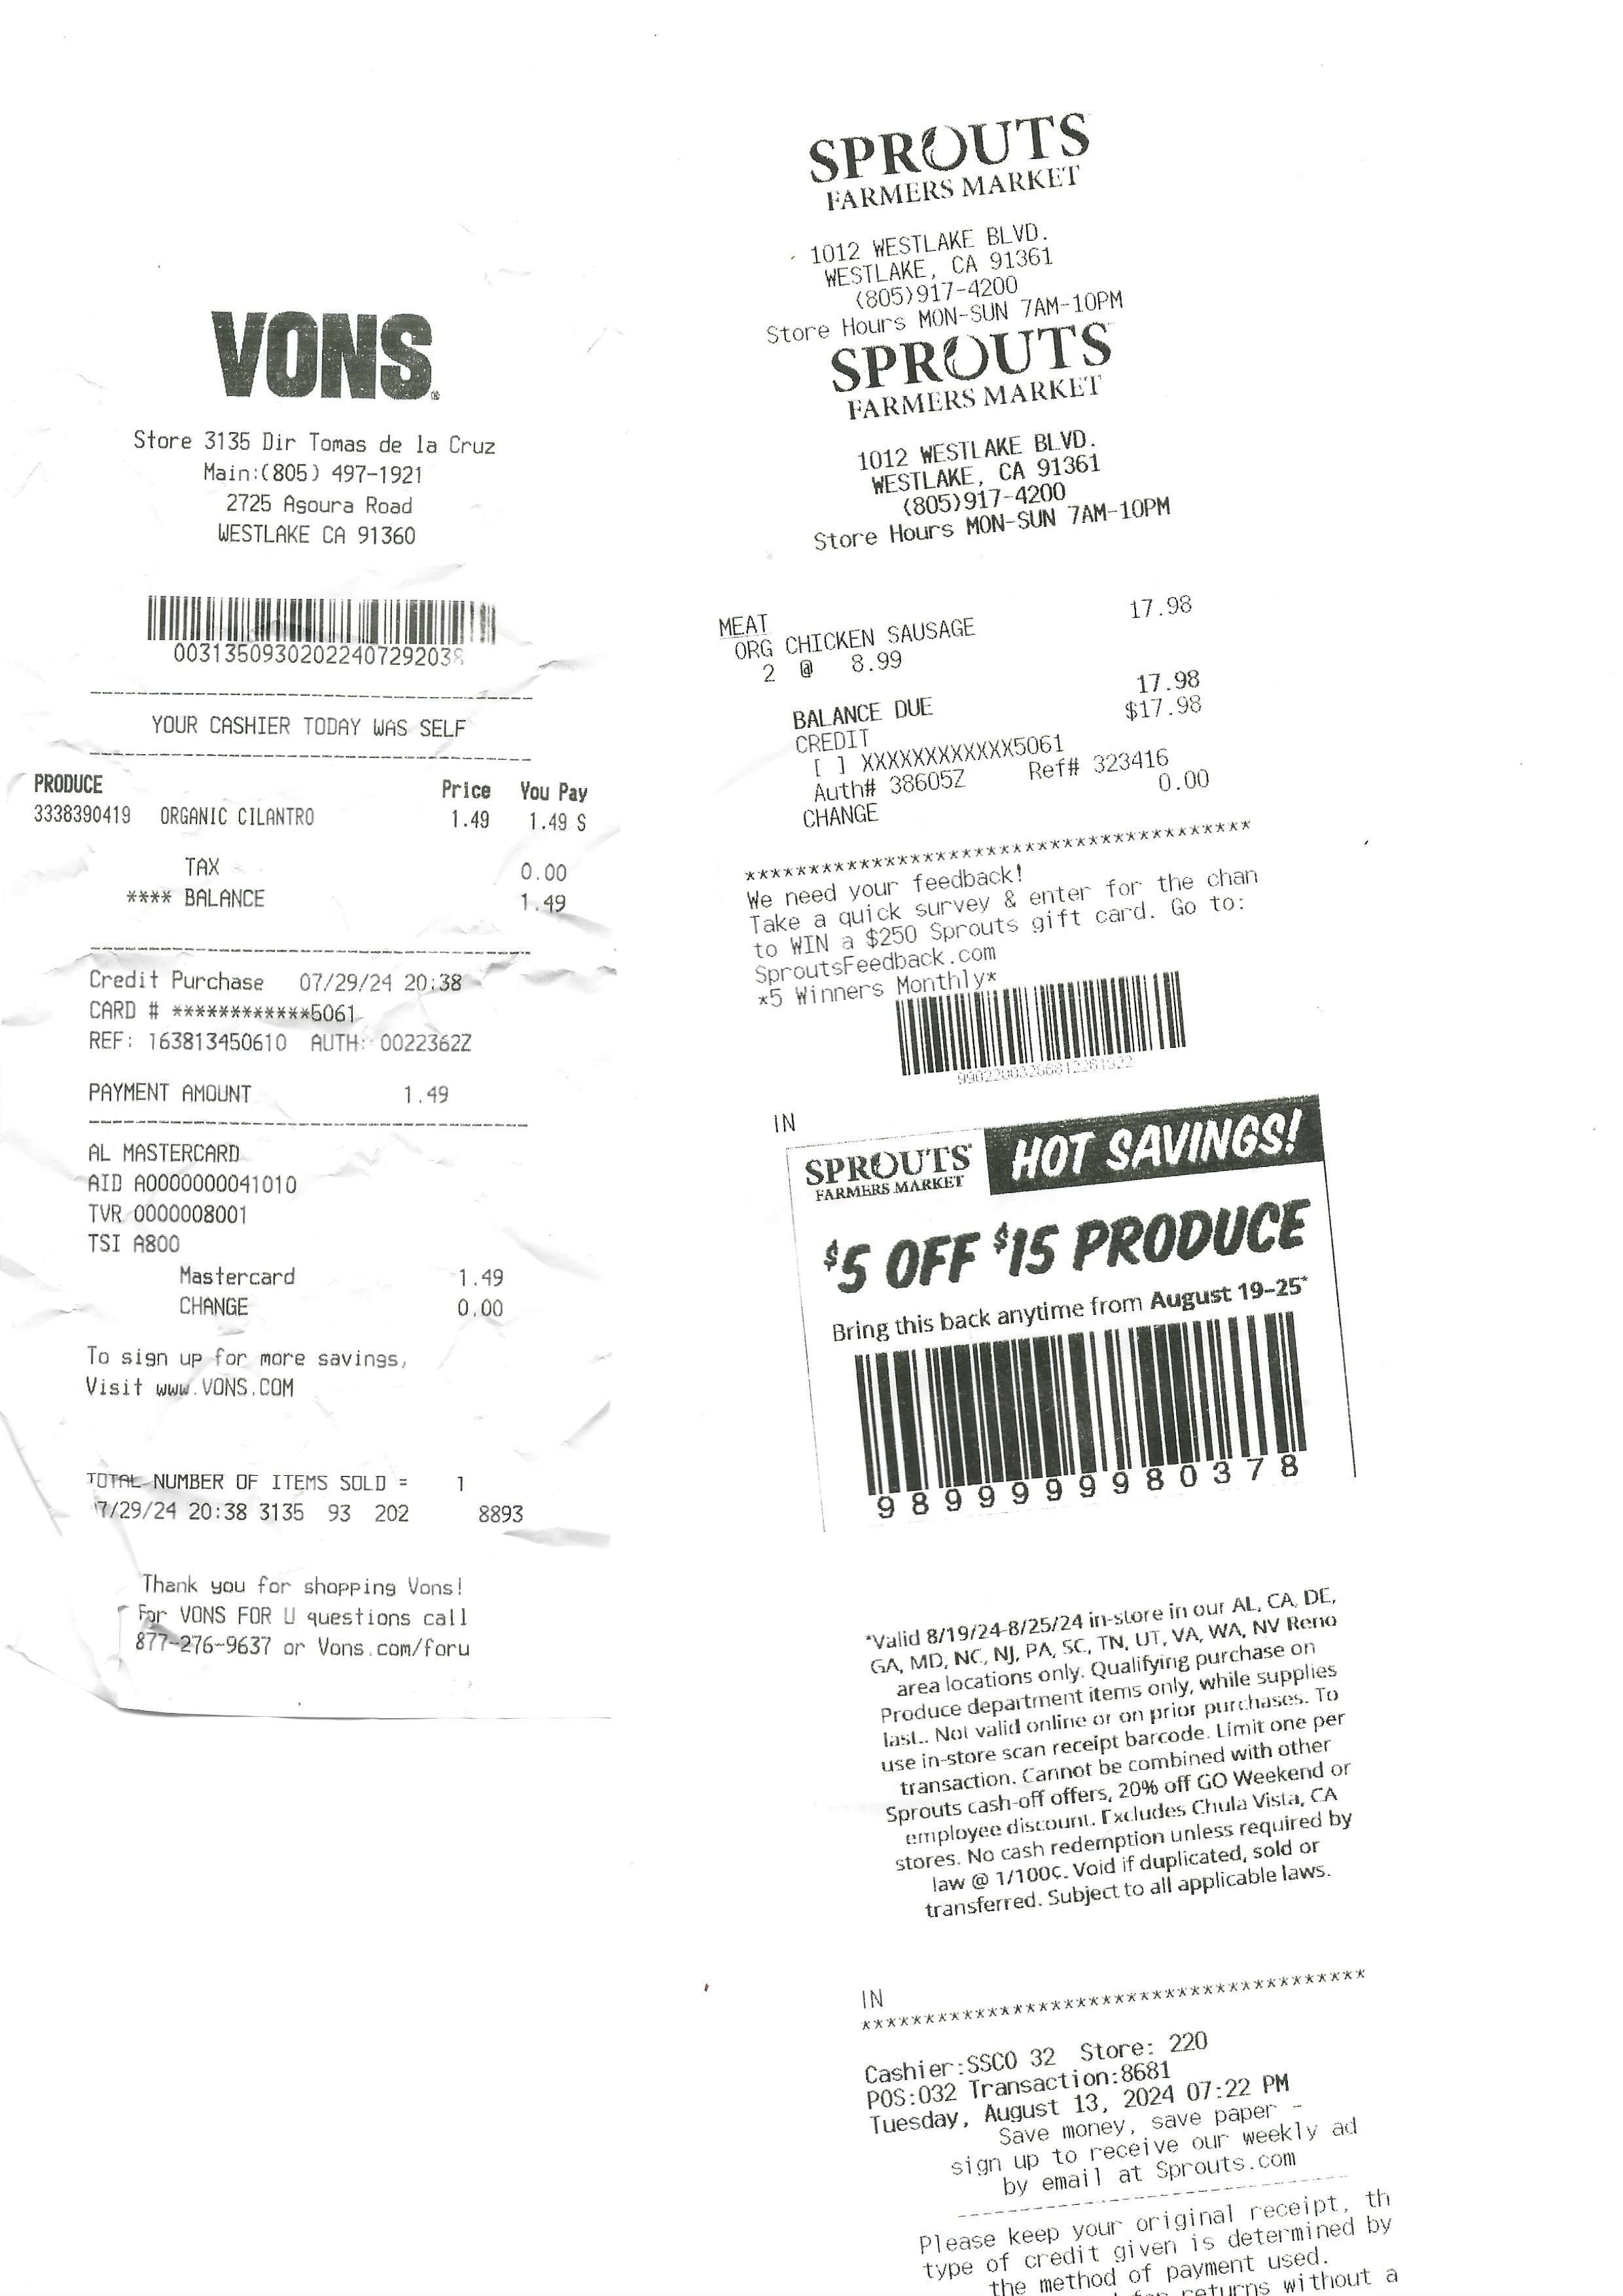 VONS.
Store 3135 Dir Tomas de la Cruz
Main:(805) 497-1921
2725 Agoura Road
WESTLAKE CA 91360
YOUR CASHIER TODAY WAS SELF
PRODUCE Price You Pay
3338390419 ORGANIC CILANTRO 1.49 1.49 S
TAX 0.00
**** BALANCE 1.49
Credit Purchase 07/29/24 20:38
CARD # ************5061
REF: 163813450610 AUTH: 0022362Z
PAYMENT AMOUNT 1.49
AL MASTERCARD
AID A0000000041010
TVR 0000008001
TSI A800
Mastercard 1.49
CHANGE 0.00
To sign up for more savings,
Visit www.VONS.COM
TOTAL NUMBER OF ITEMS SOLD = 1
7/29/24 20:38 3135 93 202 8893
Thank you for shopping Vons!
For VONS FOR U questions call
877-276-9637 or Vons.com/foru
SPROUTS
FARMERS MARKET
1012 WESTLAKE BLVD.
WESTLAKE, CA 91361
(805)917-4200
Store Hours MON-SUN 7AM-10PM
SPROUTS
FARMERS MARKET
1012 WESTLAKE BLVD.
WESTLAKE, CA 91361
(805)917-4200
Store Hours MON-SUN 7AM-10PM
MEAT
ORG CHICKEN SAUSAGE 17.98
2 @ 8.99
BALANCE DUE 17.98
CREDIT $17.98
[ ] XXXXXXXXXXXX5061
Auth# 38605Z Ref# 323416
CHANGE 0.00
****************************************
We need your feedback!
Take a quick survey & enter for the chan
to WIN a $250 Sprouts gift card. Go to:
SproutsFeedback.com
*5 Winners Monthly*
IN
SPROUTS
FARMERS MARKET
HOT SAVINGS!
$5 OFF $15 PRODUCE
Bring this back anytime from August 19-25*
989999980378
*Valid 8/19/24-8/25/24 in-store in our AL, CA, DE,
GA, MD, NC, NJ, PA, SC, TN, UT, VA, WA, NV Reno
area locations only. Qualifying purchase on
Produce department items only, while supplies
last.. Not valid online or on prior purchases. To
use in-store scan receipt barcode. Limit one per
transaction. Cannot be combined with other
Sprouts cash-off offers, 20% off GO Weekend or
employee discount. Excludes Chula Vista, CA
stores. No cash redemption unless required by
law @ 1/100¢. Void if duplicated, sold or
transferred. Subject to all applicable laws.
IN
****************************************
Cashier:SSCO 32 Store: 220
POS:032 Transaction:8681
Tuesday, August 13, 2024 07:22 PM
Save money, save paper -
sign up to receive our weekly ad
by email at Sprouts.com
Please keep your original receipt, th
type of credit given is determined by
the method of payment used.
returns without a